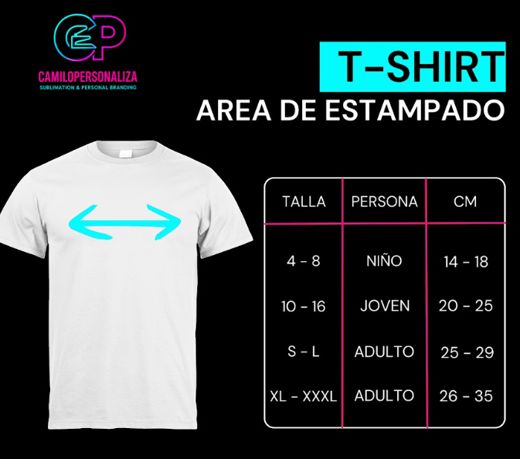 CEP
CAMILOPERSONALIZA
SUBLIMATION & PERSONAL BRANDING
T-SHIRT
AREA DE ESTAMPADO
TALLA PERSONA CM
4 - 8 NIÑO 14 - 18
10 - 16 JOVEN 20 - 25
S - L ADULTO 25 - 29
XL - XXXL ADULTO 26 - 35